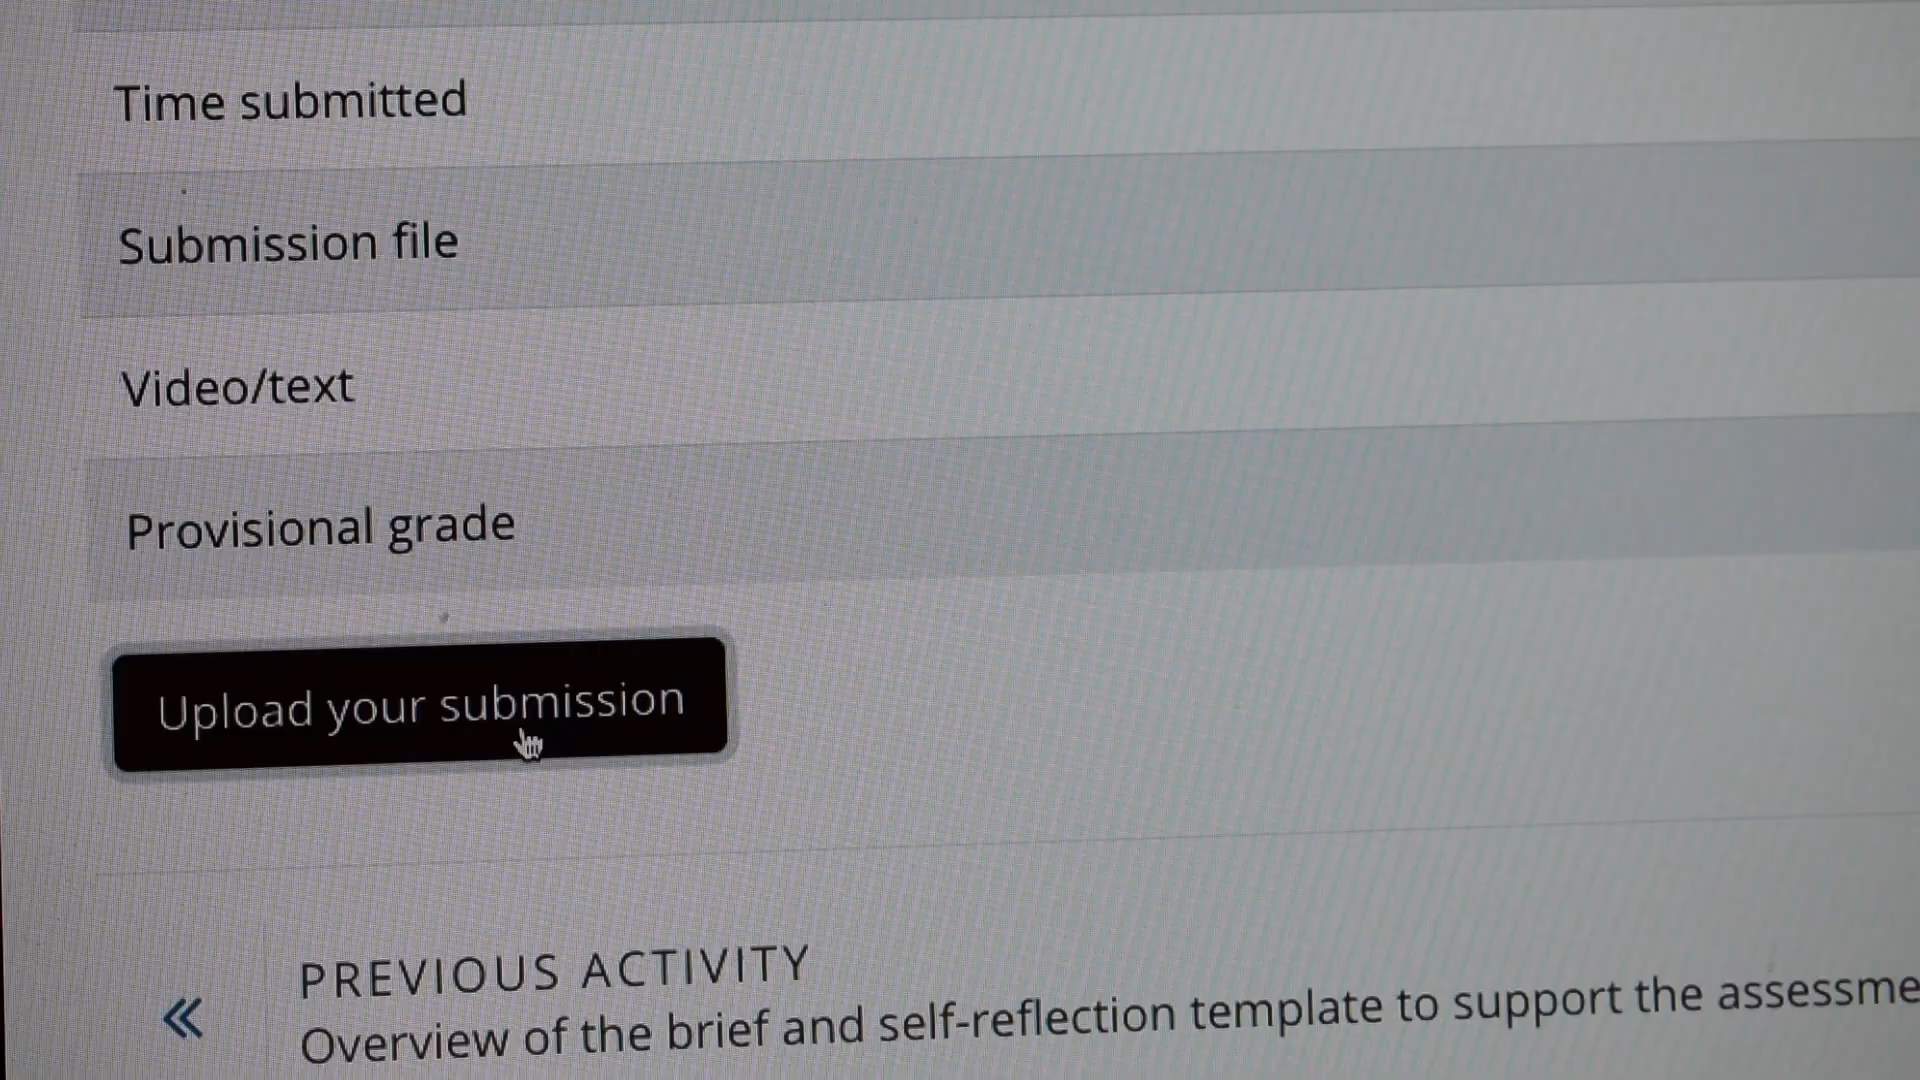 Time submitted
Submission file
Video/text
Provisional grade
Upload your submission
PREVIOUS ACTIVITY
Overview of the brief and self-reflection template to support the assessme